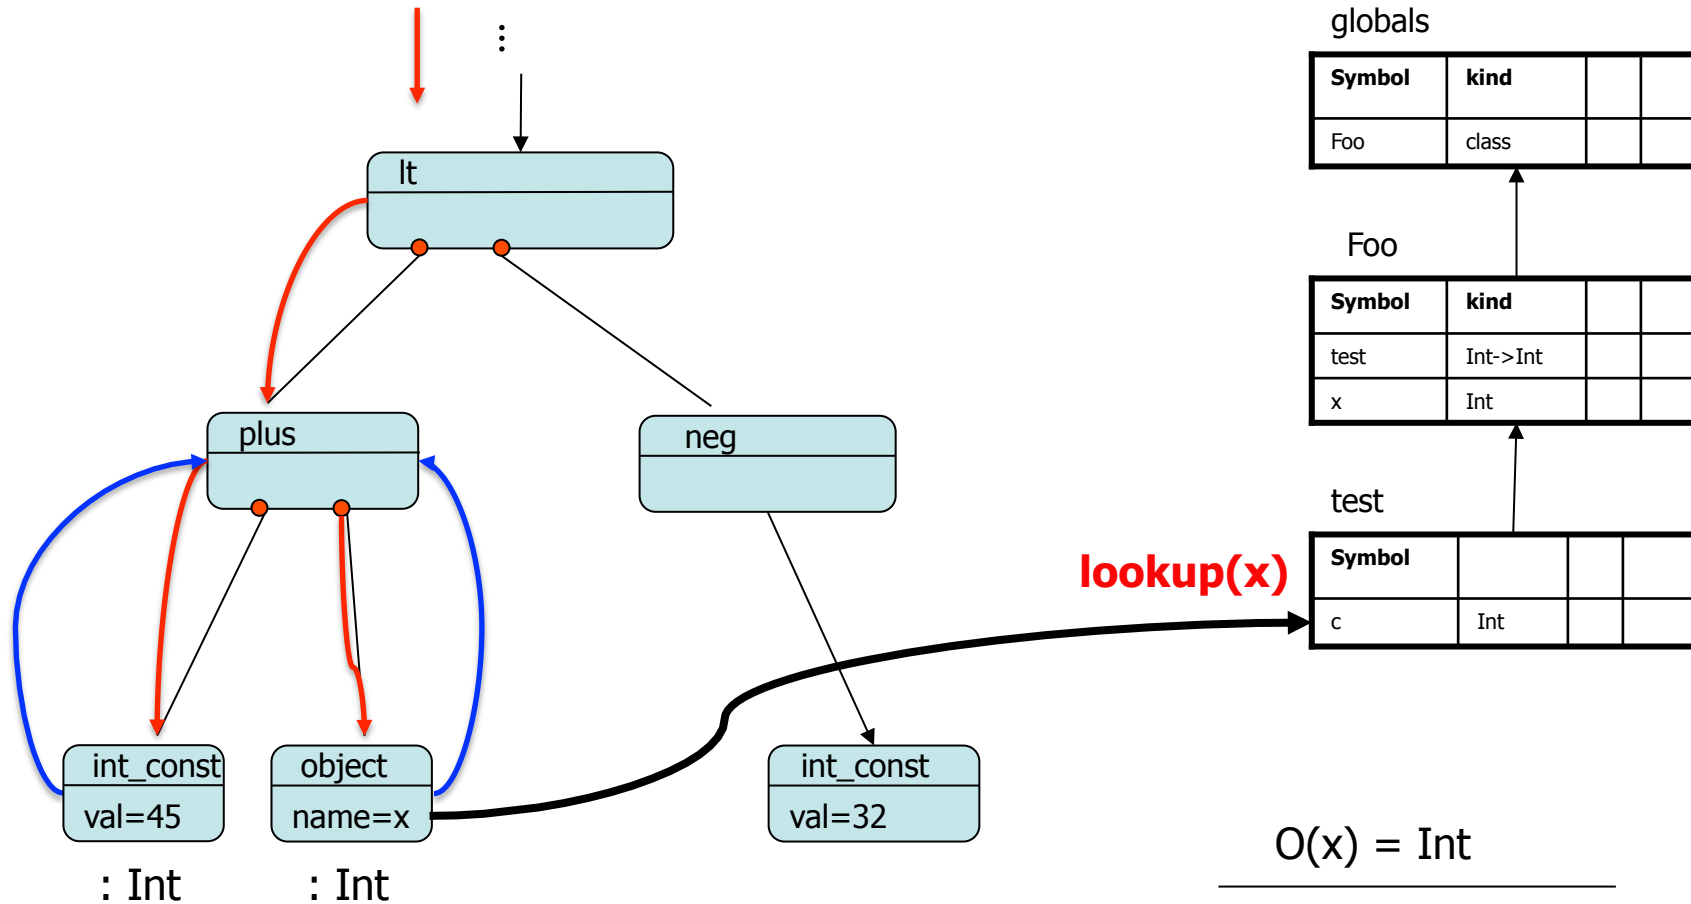 ...
lt
plus
neg
int_const
val=45
: Int
object
name=x
: Int
int_const
val=32
lookup(x)
globals
Symbol kind
Foo class
Foo
Symbol kind
test Int->Int
x Int
test
Symbol
c Int
O(x) = Int